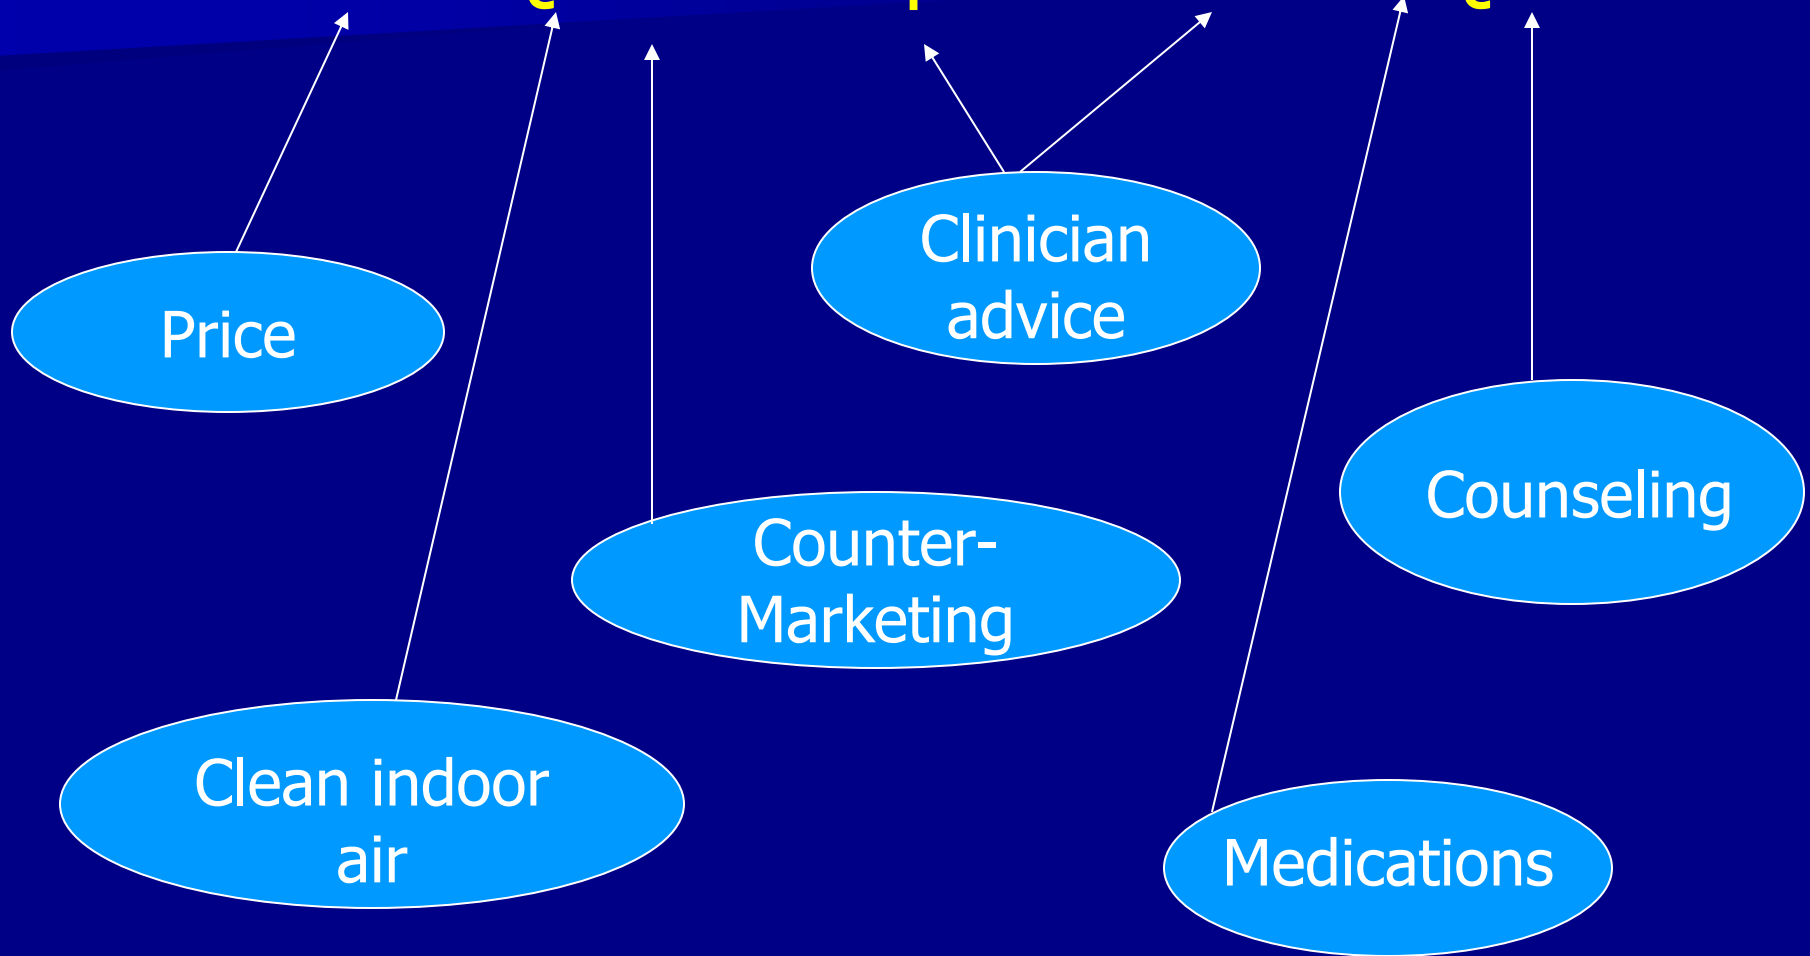 Clinician
advice
Price
Counseling
Counter-
Marketing
Clean indoor
air
Medications